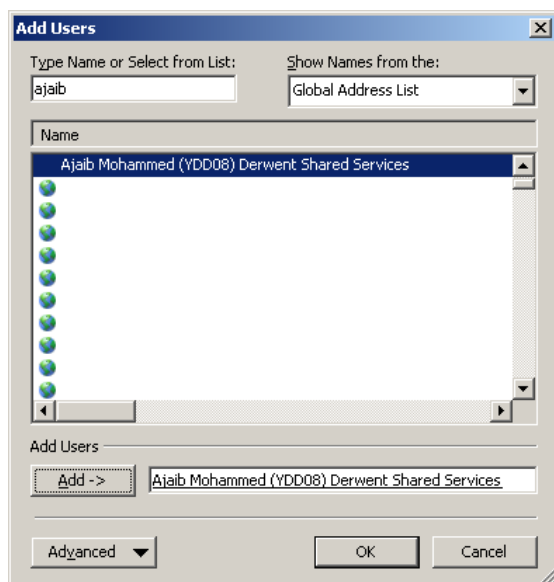 Add Users
Type Name or Select from List:
Show Names from the:
ajaib
Global Address List
Name
Ajaib Mohammed (YDD08) Derwent Shared Services
Add Users
Add ->
Ajaib Mohammed (YDD08) Derwent Shared Services
Advanced
OK
Cancel